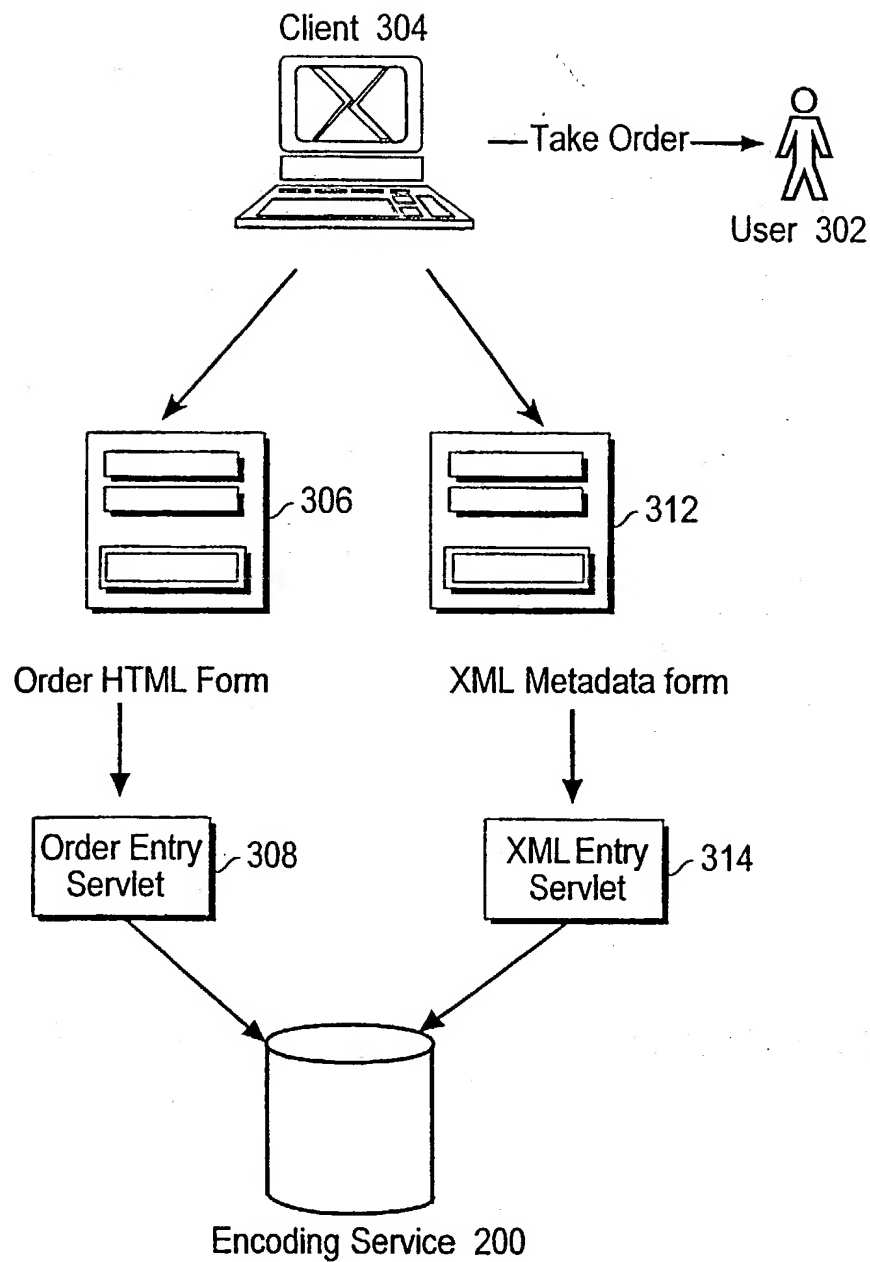 Client 304
Take Order
User 302
306
312
Order HTML Form
XML Metadata form
Order Entry
Servlet
308
XML Entry
Servlet
314
Encoding Service 200